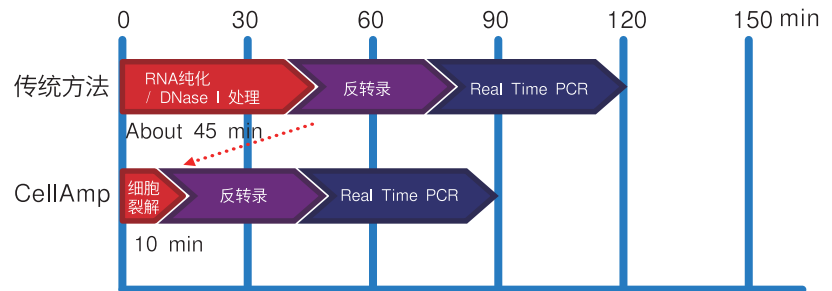 0 30 60 90 120 150 min
传统方法
RNA纯化
/ DNase I 处理
反转录
Real Time PCR
About 45 min
CellAmp
细胞
裂解
反转录
Real Time PCR
10 min